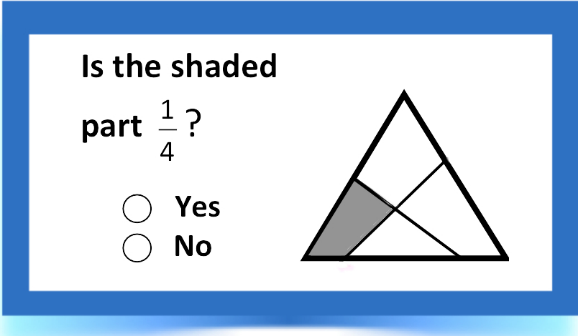 Is the shaded
part 1/4 ?
Yes
No